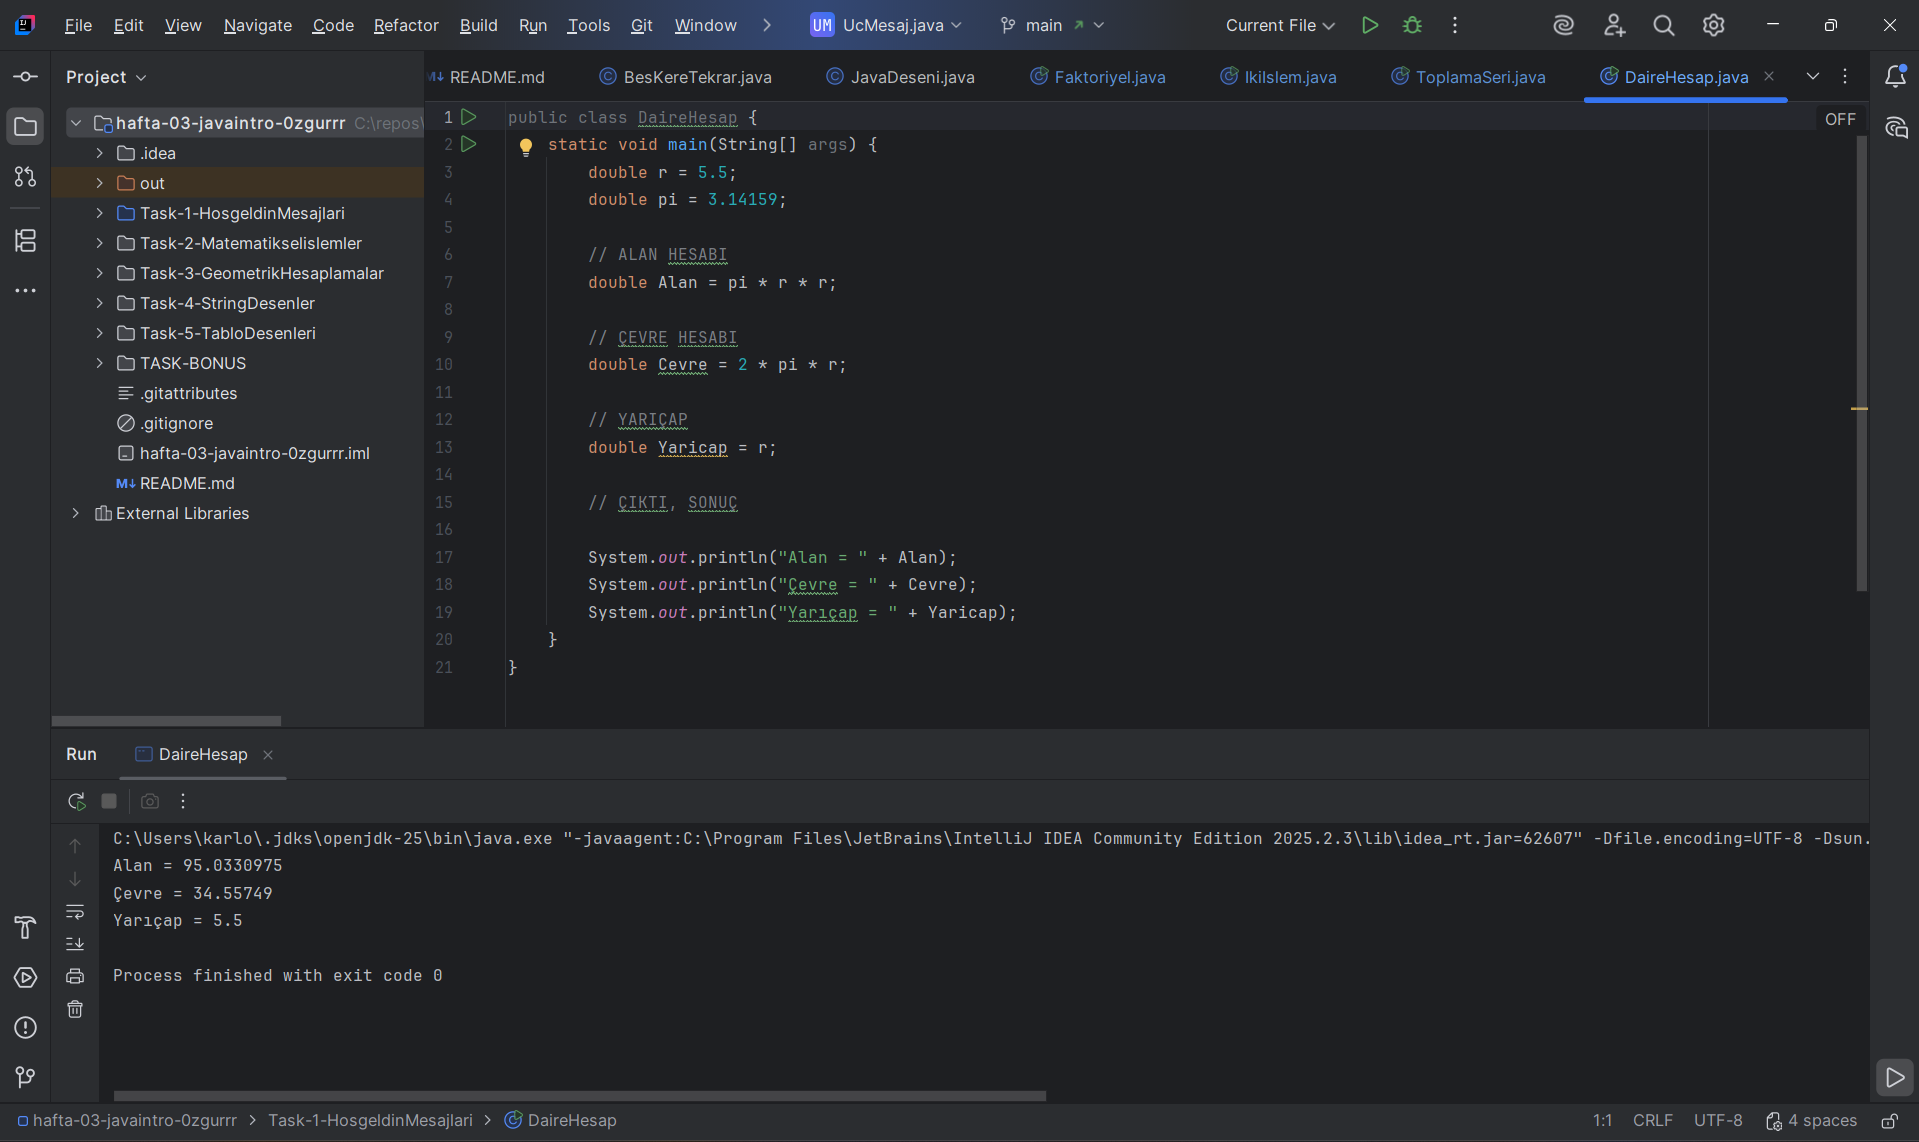 File Edit View Navigate Code Refactor Build Run Tools Git Window UM UcMesaj.java main Current File
Project
hafta-03-javaintro-0zgurrr C:\repos\
.idea
out
Task-1-HosgeldinMesajlari
Task-2-Matematikselislemler
Task-3-GeometrikHesaplamalar
Task-4-StringDesenler
Task-5-TabloDesenleri
TASK-BONUS
.gitattributes
.gitignore
hafta-03-javaintro-0zgurrr.iml
M↓ README.md
External Libraries
M↓ README.md BesKereTekrar.java JavaDeseni.java Faktoriyel.java IkiIslem.java ToplamaSeri.java DaireHesap.java
OFF
1 public class DaireHesap {
2 static void main(String[] args) {
3 double r = 5.5;
4 double pi = 3.14159;
5
6 // ALAN HESABI
7 double Alan = pi * r * r;
8
9 // ÇEVRE HESABI
10 double Cevre = 2 * pi * r;
11
12 // YARIÇAP
13 double Yaricap = r;
14
15 // ÇIKTI, SONUÇ
16
17 System.out.println("Alan = " + Alan);
18 System.out.println("Çevre = " + Cevre);
19 System.out.println("Yarıçap = " + Yaricap);
20 }
21 }
Run DaireHesap
C:\Users\karlo\.jdks\openjdk-25\bin\java.exe "-javaagent:C:\Program Files\JetBrains\IntelliJ IDEA Community Edition 2025.2.3\lib\idea_rt.jar=62607" -Dfile.encoding=UTF-8 -Dsun.
Alan = 95.0330975
Çevre = 34.55749
Yarıçap = 5.5
Process finished with exit code 0
hafta-03-javaintro-0zgurrr > Task-1-HosgeldinMesajlari > DaireHesap
1:1 CRLF UTF-8 4 spaces